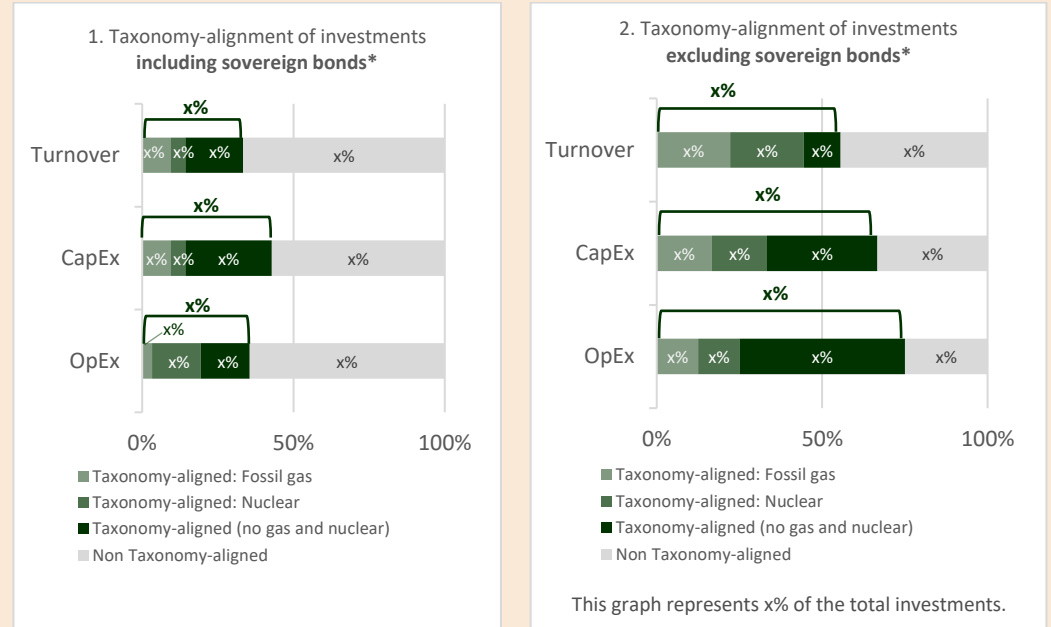 1. Taxonomy-alignment of investments
including sovereign bonds*
x%
Turnover
x% x% x% x%
x%
CapEx
x% x% x% x%
x%
x%
OpEx
x% x% x%
0% 50% 100%
Taxonomy-aligned: Fossil gas
Taxonomy-aligned: Nuclear
Taxonomy-aligned (no gas and nuclear)
Non Taxonomy-aligned
2. Taxonomy-alignment of investments
excluding sovereign bonds*
x%
Turnover
x% x% x% x%
x%
CapEx
x% x% x% x%
x%
OpEx
x% x% x% x%
0% 50% 100%
Taxonomy-aligned: Fossil gas
Taxonomy-aligned: Nuclear
Taxonomy-aligned (no gas and nuclear)
Non Taxonomy-aligned
This graph represents x% of the total investments.